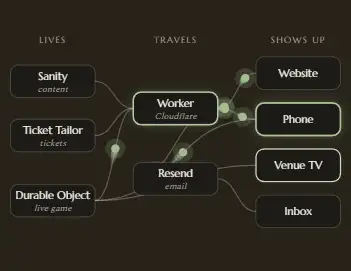 LIVES
TRAVELS
SHOWS UP
Sanity
content
Ticket Tailor
tickets
Durable Object
live game
Worker
Cloudflare
Resend
email
Website
Phone
Venue TV
Inbox